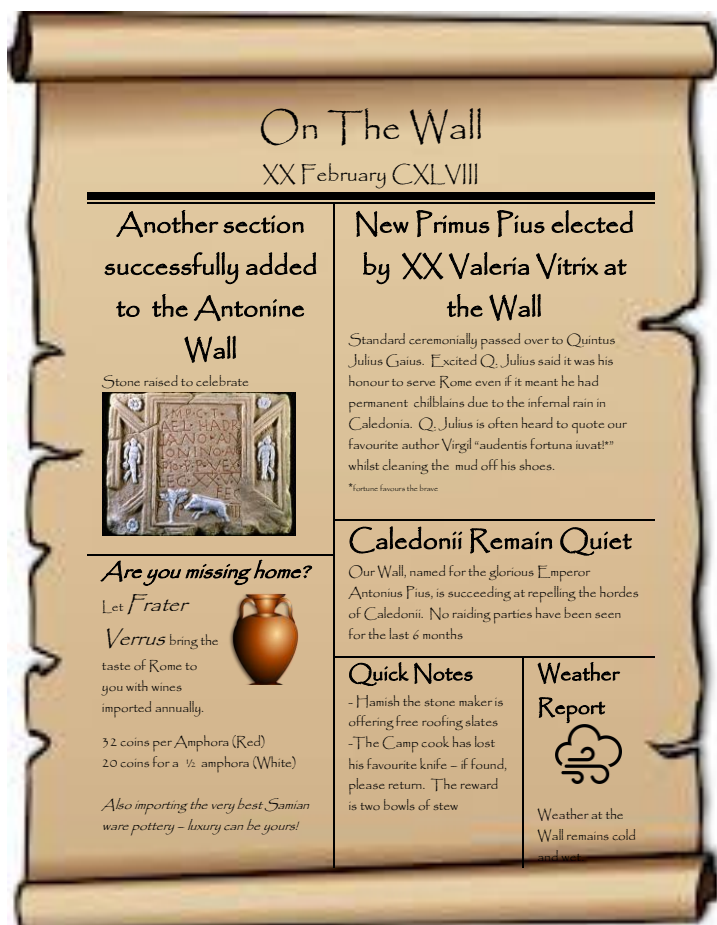 On The Wall
XX February CXLVIII
Another section
successfully added
to the Antonine
Wall
Stone raised to celebrate
IMP·C·T·
AEL·HADR
IANO·AN
ONINO·A
Are you missing home?
Let Frater
Verrus bring the
taste of Rome to
you with wines
imported annually.
32 coins per Amphora (Red)
20 coins for a ½ amphora (White)
Also importing the very best Samian
ware pottery – luxury can be yours!
New Primus Pius elected
by XX Valeria Vitrix at
the Wall
Standard ceremonially passed over to Quintus
Julius Gaius. Excited Q. Julius said it was his
honour to serve Rome even if it meant he had
permanent chilblains due to the infernal rain in
Caledonia. Q. Julius is often heard to quote our
favourite author Virgil “audentis fortuna iuvat!*”
whilst cleaning the mud off his shoes.
*fortune favours the brave
Caledonii Remain Quiet
Our Wall, named for the glorious Emperor
Antonius Pius, is succeeding at repelling the hordes
of Caledonii. No raiding parties have been seen
for the last 6 months
Quick Notes
- Hamish the stone maker is
offering free roofing slates
-The Camp cook has lost
his favourite knife – if found,
please return. The reward
is two bowls of stew
Weather
Report
Weather at the
Wall remains cold
and wet